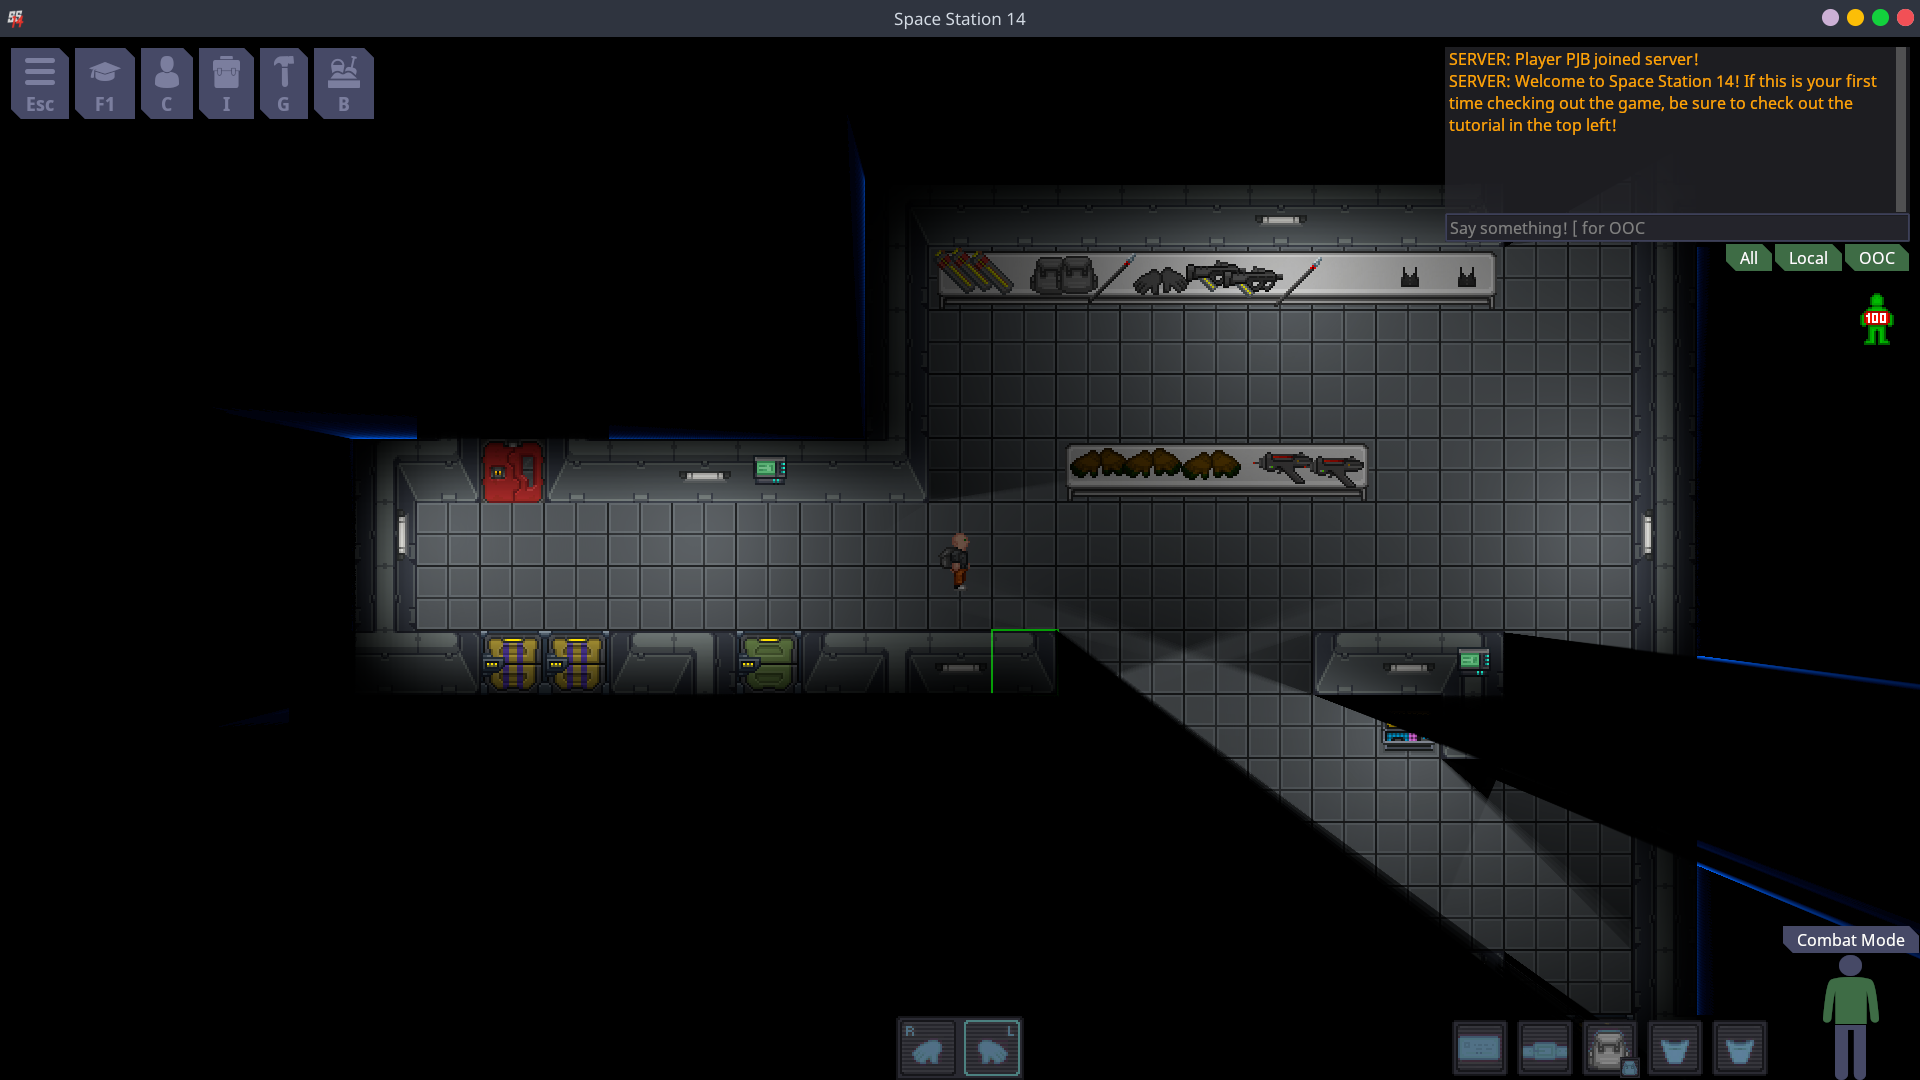 Space Station 14
Esc
F1
C
I
G
B
SERVER: Player PJB joined server!
SERVER: Welcome to Space Station 14! If this is your first
time checking out the game, be sure to check out the
tutorial in the top left!
Say something! [ for OOC
All
Local
OOC
100
Combat Mode
R
L